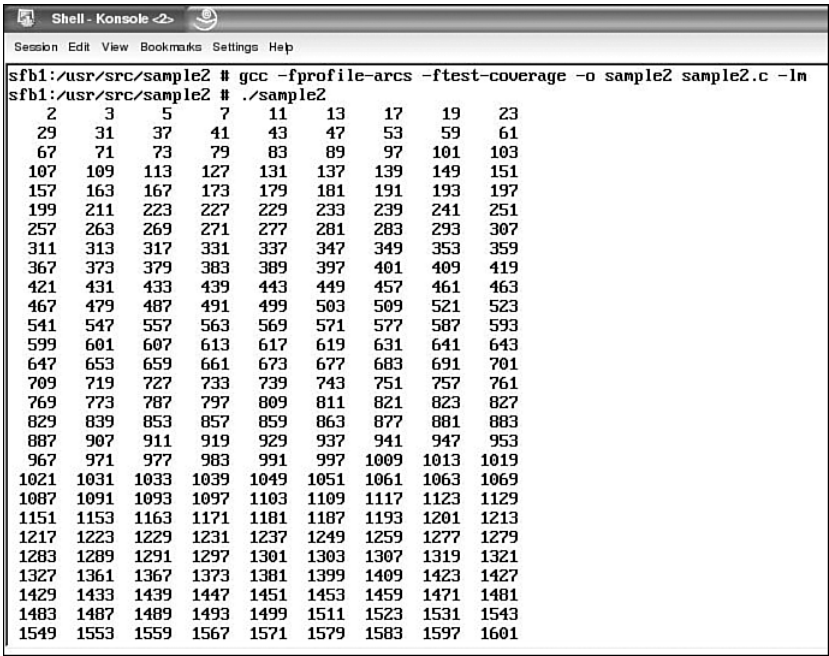 Shell - Konsole <2>
Session Edit View Bookmarks Settings Help
sfb1:/usr/src/sample2 # gcc -fprofile-arcs -ftest-coverage -o sample2 sample2.c -lm
sfb1:/usr/src/sample2 # ./sample2
2 3 5 7 11 13 17 19 23
29 31 37 41 43 47 53 59 61
67 71 73 79 83 89 97 101 103
107 109 113 127 131 137 139 149 151
157 163 167 173 179 181 191 193 197
199 211 223 227 229 233 239 241 251
257 263 269 271 277 281 283 293 307
311 313 317 331 337 347 349 353 359
367 373 379 383 389 397 401 409 419
421 431 433 439 443 449 457 461 463
467 479 487 491 499 503 509 521 523
541 547 557 563 569 571 577 587 593
599 601 607 613 617 619 631 641 643
647 653 659 661 673 677 683 691 701
709 719 727 733 739 743 751 757 761
769 773 787 797 809 811 821 823 827
829 839 853 857 859 863 877 881 883
887 907 911 919 929 937 941 947 953
967 971 977 983 991 997 1009 1013 1019
1021 1031 1033 1039 1049 1051 1061 1063 1069
1087 1091 1093 1097 1103 1109 1117 1123 1129
1151 1153 1163 1171 1181 1187 1193 1201 1213
1217 1223 1229 1231 1237 1249 1259 1277 1279
1283 1289 1291 1297 1301 1303 1307 1319 1321
1327 1361 1367 1373 1381 1399 1409 1423 1427
1429 1433 1439 1447 1451 1453 1459 1471 1481
1483 1487 1489 1493 1499 1511 1523 1531 1543
1549 1553 1559 1567 1571 1579 1583 1597 1601